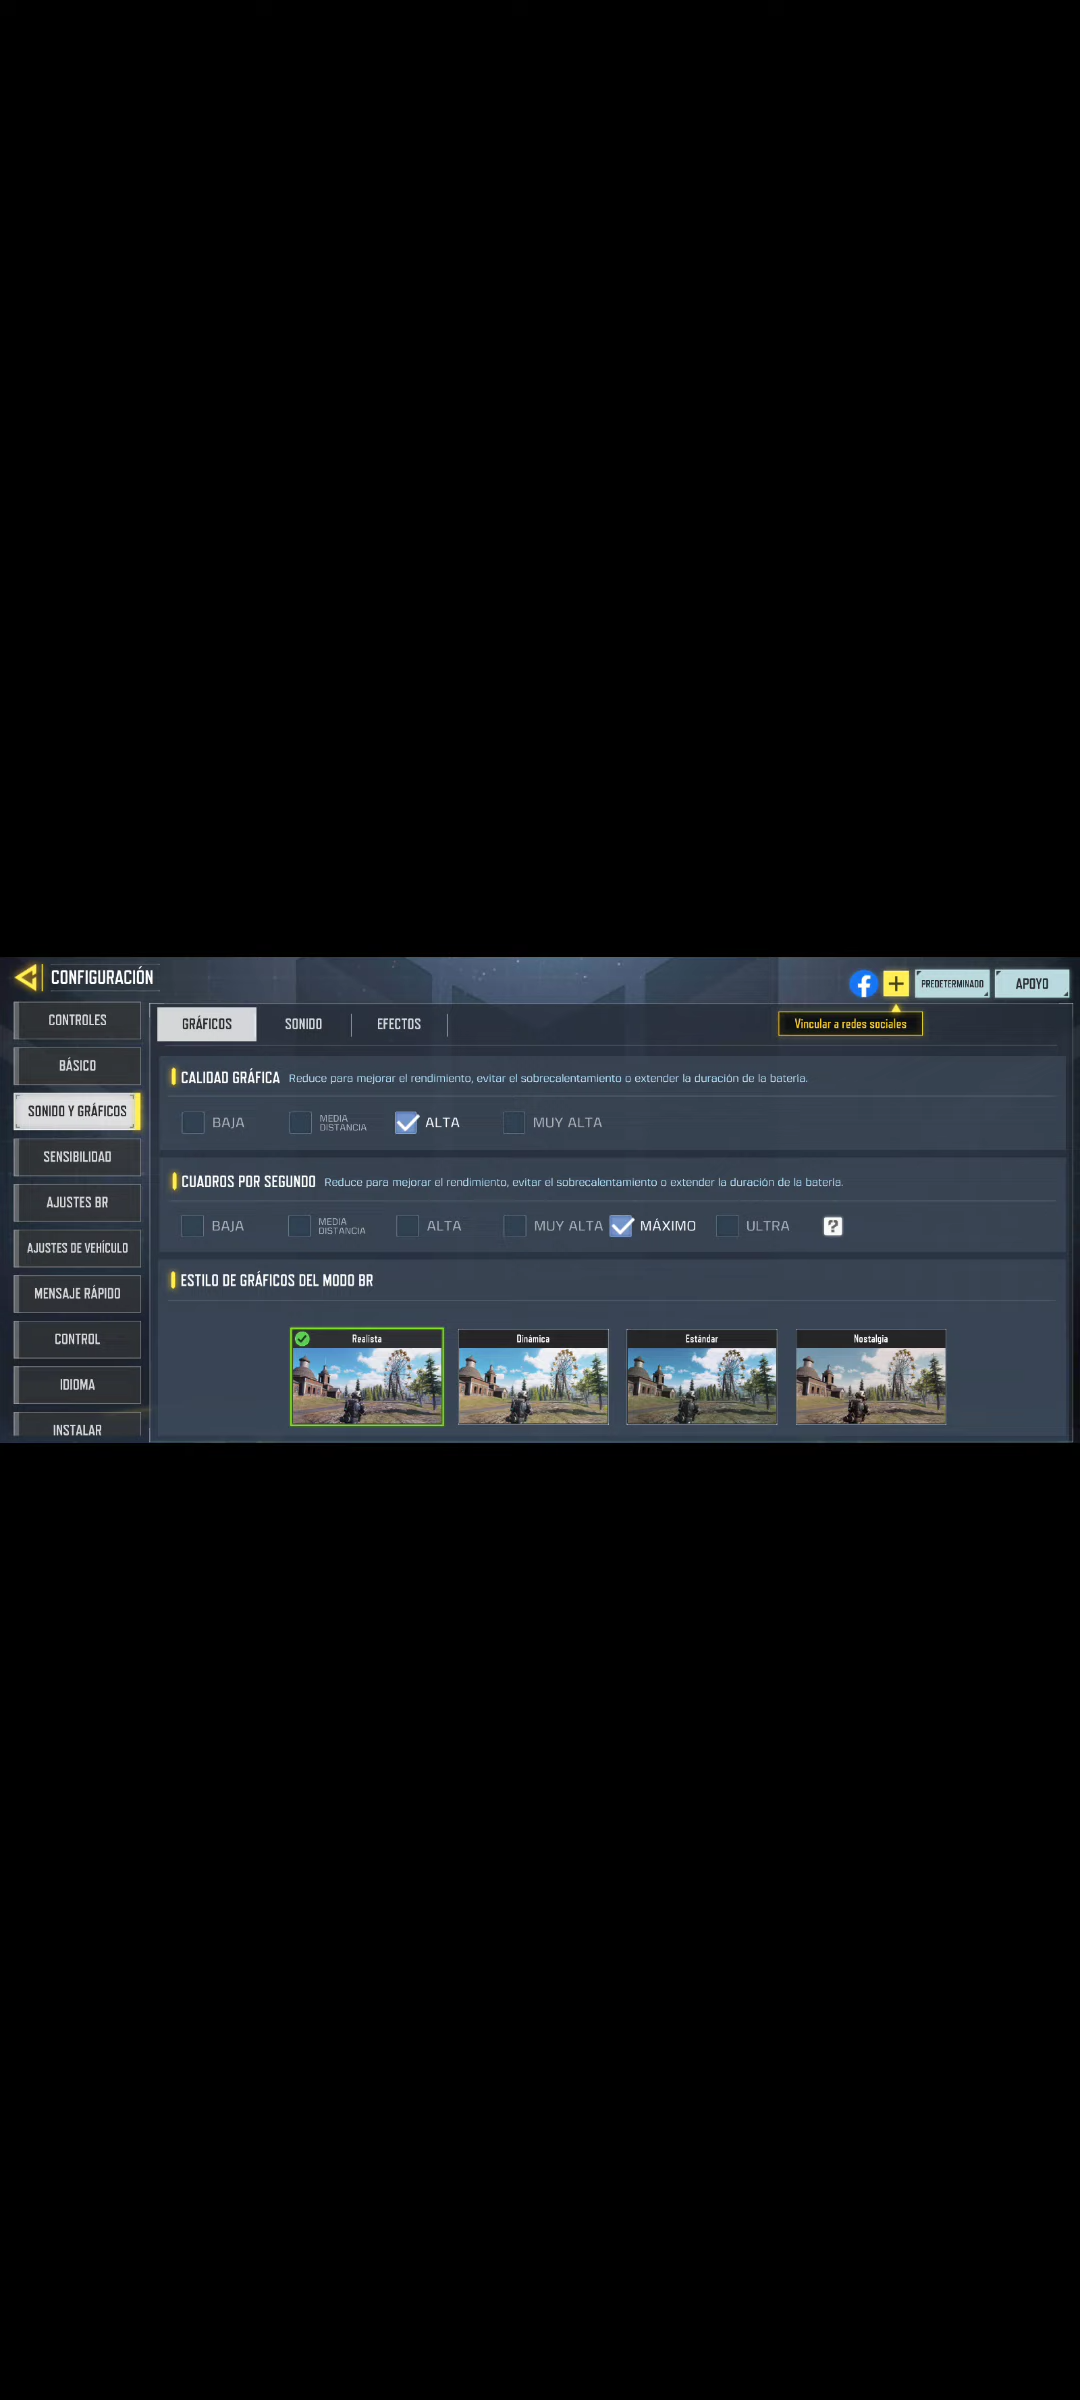 CONFIGURACIÓN
PREDETERMINADO
APOYO
Vincular a redes sociales
CONTROLES
BÁSICO
SONIDO Y GRÁFICOS
SENSIBILIDAD
AJUSTES BR
AJUSTES DE VEHÍCULO
MENSAJE RÁPIDO
CONTROL
IDIOMA
INSTALAR
GRÁFICOS
SONIDO
EFECTOS
CALIDAD GRÁFICA Reduce para mejorar el rendimiento, evitar el sobrecalentamiento o extender la duración de la batería.
BAJA
MEDIA
DISTANCIA
ALTA
MUY ALTA
CUADROS POR SEGUNDO Reduce para mejorar el rendimiento, evitar el sobrecalentamiento o extender la duración de la batería.
BAJA
MEDIA
DISTANCIA
ALTA
MUY ALTA
MÁXIMO
ULTRA
?
ESTILO DE GRÁFICOS DEL MODO BR
Realista
Dinámica
Estándar
Nostalgia